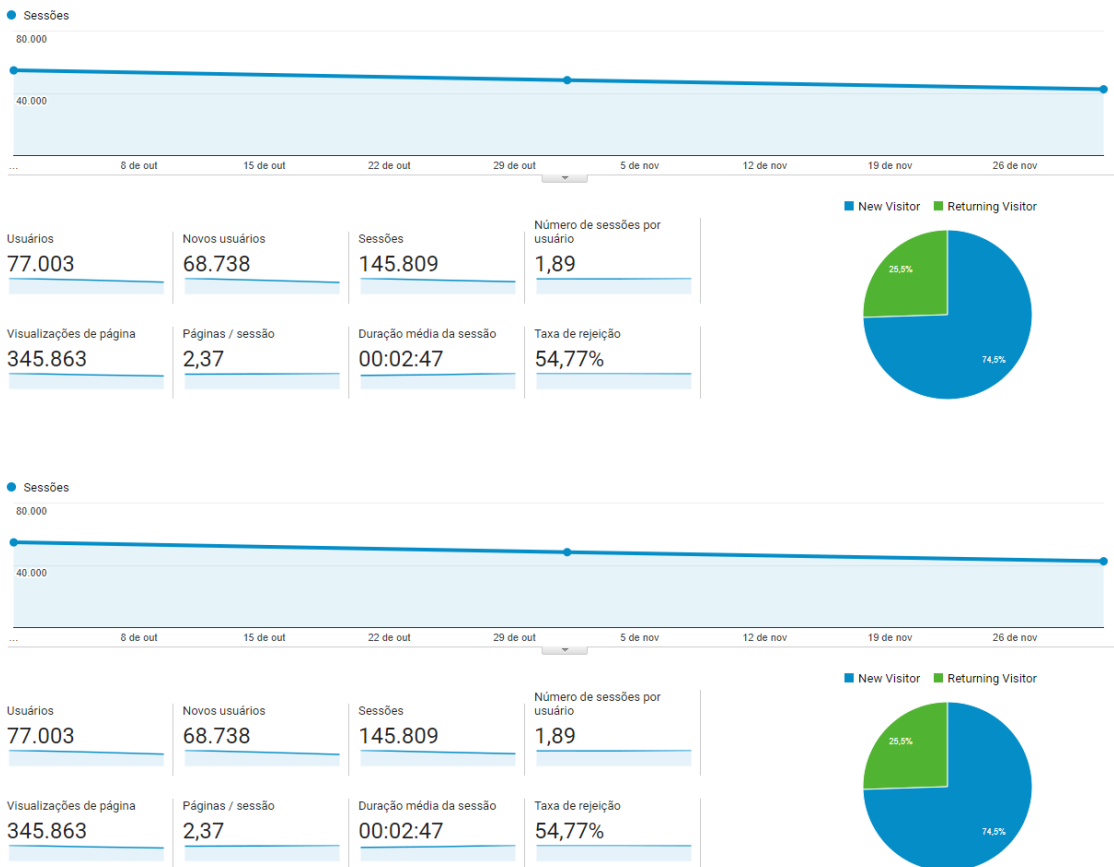 Sessões
80.000
40.000
... 8 de out 15 de out 22 de out 29 de out 5 de nov 12 de nov 19 de nov 26 de nov
New Visitor Returning Visitor
Usuários Novos usuários Sessões Número de sessões por usuário
77.003 68.738 145.809 1,89
25,5%
Visualizações de página Páginas / sessão Duração média da sessão Taxa de rejeição
345.863 2,37 00:02:47 54,77%
74,5%
Sessões
80.000
40.000
... 8 de out 15 de out 22 de out 29 de out 5 de nov 12 de nov 19 de nov 26 de nov
New Visitor Returning Visitor
Usuários Novos usuários Sessões Número de sessões por usuário
77.003 68.738 145.809 1,89
25,5%
Visualizações de página Páginas / sessão Duração média da sessão Taxa de rejeição
345.863 2,37 00:02:47 54,77%
74,5%